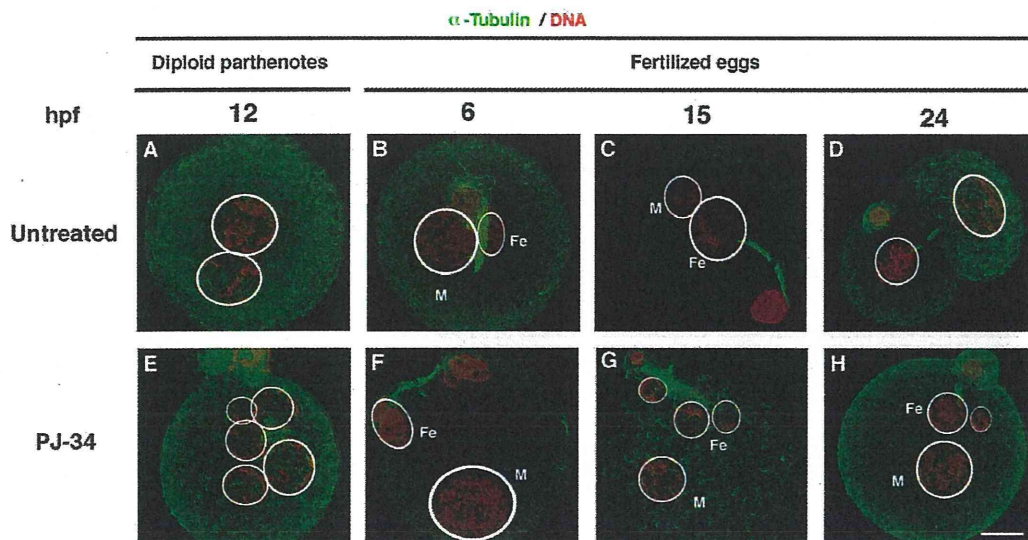 α-Tubulin / DNA
Diploid parthenotes Fertilized eggs
hpf 12 6 15 24
A B C D
M Fe M Fe
Untreated
E F G H
Fe M Fe M Fe M
PJ-34